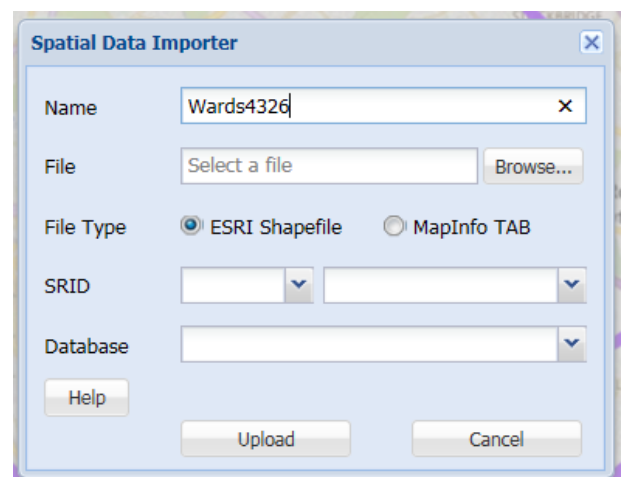 Spatial Data Importer
Name Wards4326
File Select a file Browse...
File Type ESRI Shapefile MapInfo TAB
SRID
Database
Help
Upload Cancel